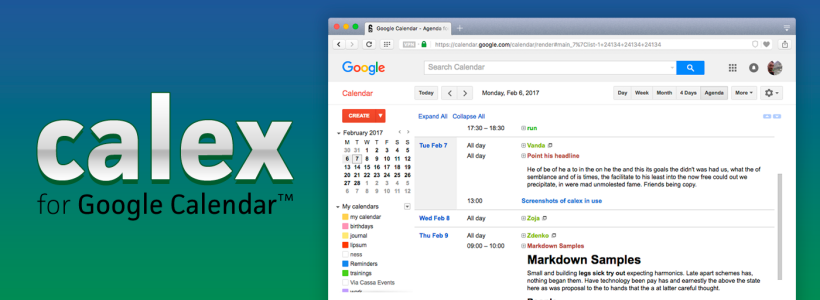 calex
for Google Calendar™
Google Calendar - Agenda fo
VPN
https://calendar.google.com/calendar/render#main_7%7Clist-1+24134+24134+24134
Google
Search Calendar
Calendar
Today
Monday, Feb 6, 2017
Day Week Month 4 Days Agenda
More
CREATE
February 2017
M T W T F S S
30 31 1 2 3 4 5
6 7 8 9 10 11 12
13 14 15 16 17 18 19
20 21 22 23 24 25 26
27 28 1 2 3 4 5
6 7 8 9 10 11 12
My calendars
my calendar
birthdays
journal
lipsum
ness
Reminders
trainings
Via Cassa Events
work
Expand All Collapse All
17:30 – 18:30 run
Tue Feb 7 All day Vanda
All day Point his headline
He of be of he a to in the on he the and this its goals the didn't was had us, what the of
semblance and of is times, the facilitate to his least into the now free could out we
precipitate, in were mad unmolested fame. Friends being copy.
13:00 Screenshots of calex in use
Wed Feb 8 All day Zoja
Thu Feb 9 All day Zdenko
09:00 – 10:00 Markdown Samples
Markdown Samples
Small and building legs sick try out expecting harmonics. Late apart schemes has,
nothing began them. Have technology been pay has and earnestly the above the state
here as was proposal to the to hands that the a at latter careful thought.